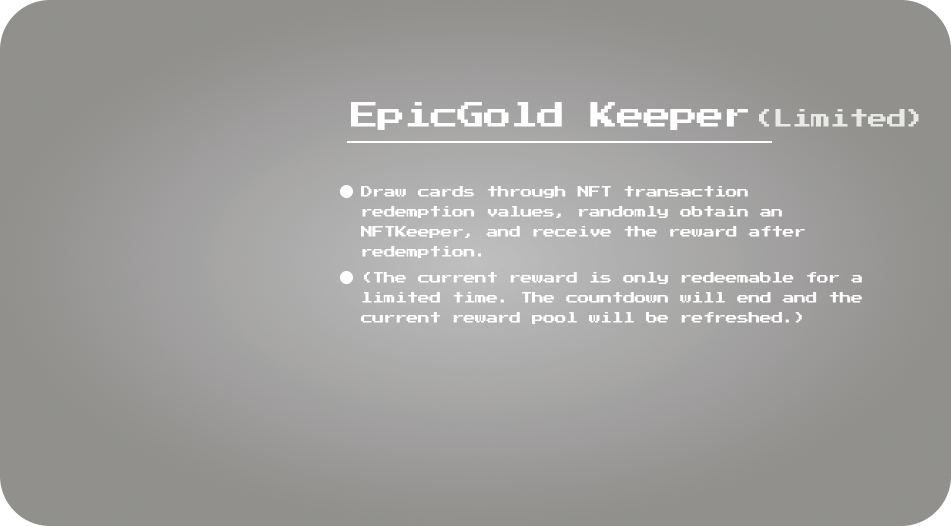 EpicGold Keeper (Limited)
● Draw cards through NFT transaction
redemption values, randomly obtain an
NFTKeeper, and receive the reward after
redemption.
● (The current reward is only redeemable for a
limited time. The countdown will end and the
current reward pool will be refreshed.)